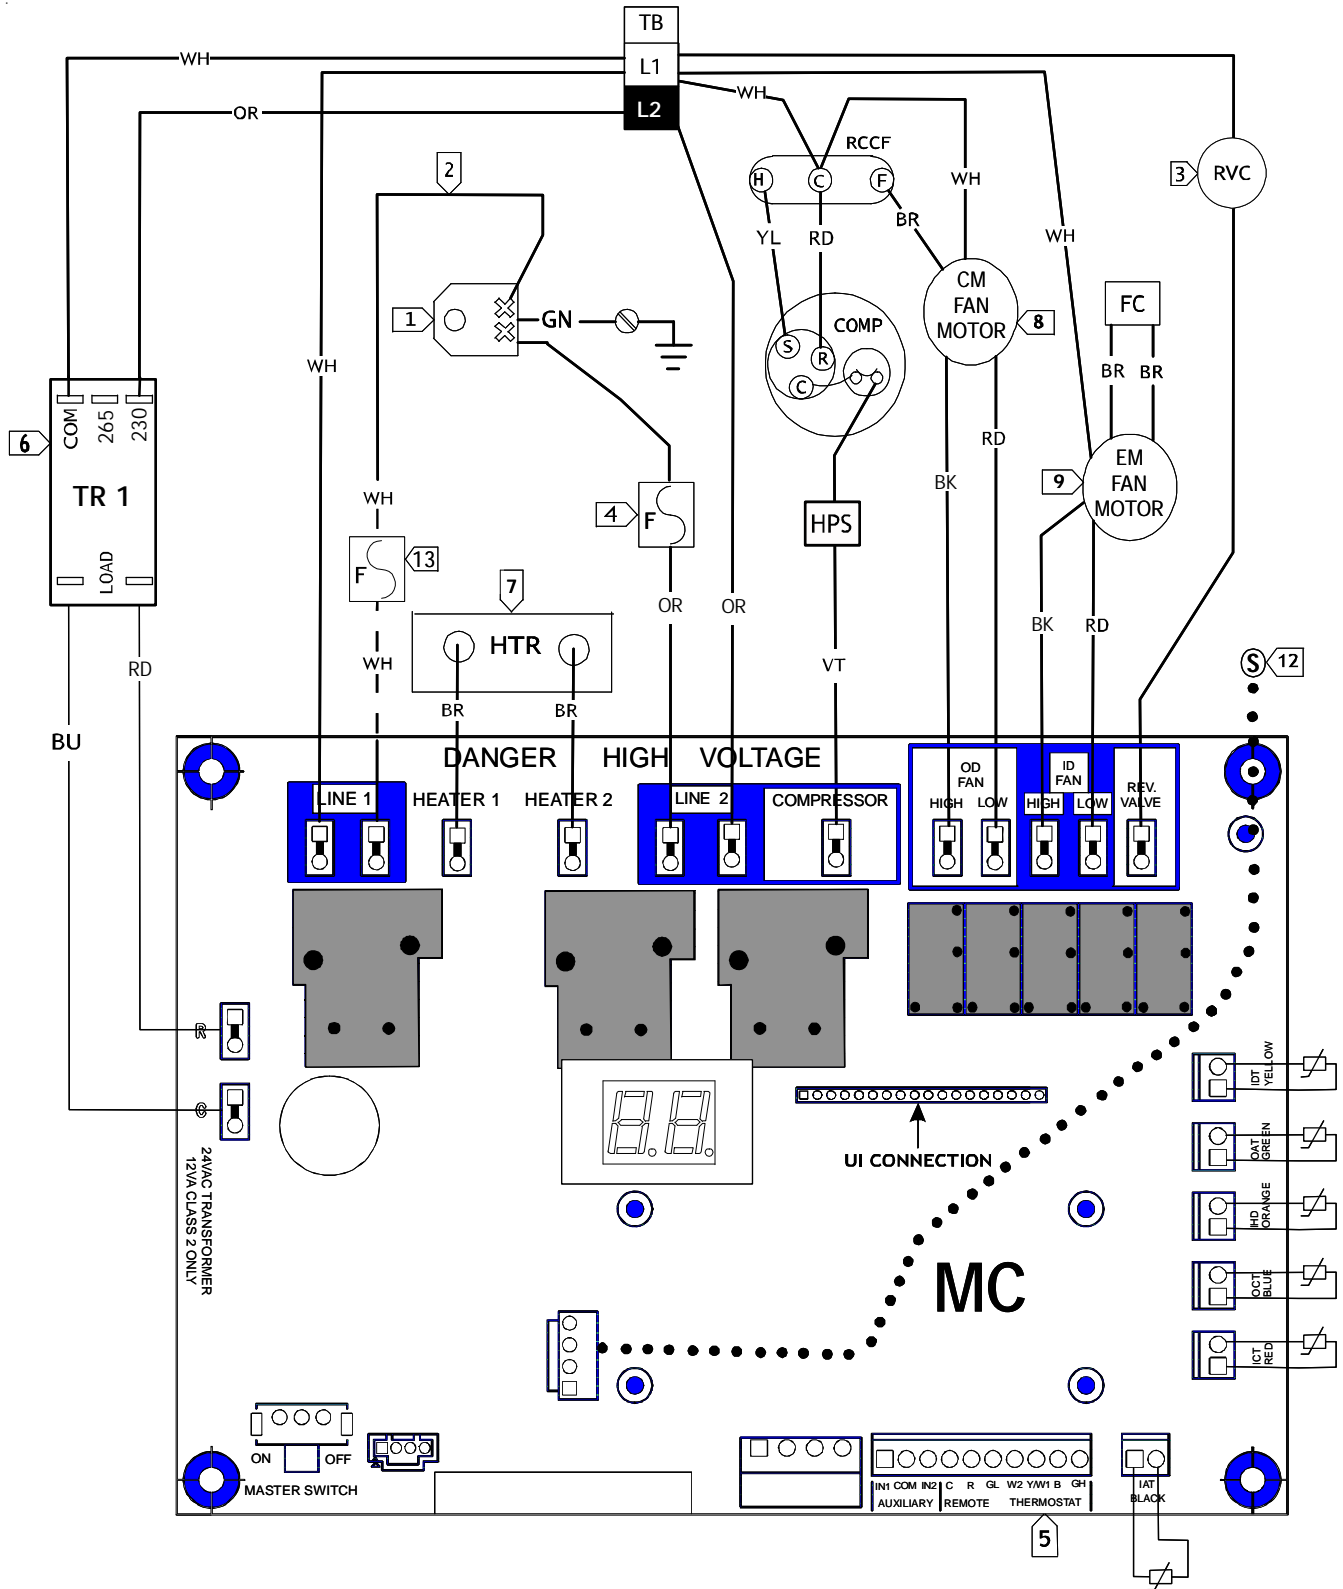 TB
WH
L1
OR
L2
WH
RCCF
H
C
F
WH
3
RVC
2
BR
YL
RD
WH
CM
FAN
MOTOR
8
FC
1
GN
COMP
S
R
C
BR
BR
WH
6
COM
265
230
TR 1
LOAD
RD
BK
EM
FAN
MOTOR
9
WH
4
F
HPS
F
13
7
OR
OR
HTR
BK
RD
WH
VT
S
12
RD
BR
BR
BU
DANGER HIGH VOLTAGE
LINE 1
HEATER 1
HEATER 2
LINE 2
COMPRESSOR
OD
FAN
HIGH
LOW
ID
FAN
HIGH
LOW
REV.
VALVE
R
C
24VAC TRANSFORMER
12VA CLASS 2 ONLY
UI CONNECTION
IDT
YELLOW
OAT
GREEN
IHD
ORANGE
OCT
BLUE
ICT
RED
MC
ON
OFF
MASTER SWITCH
IN1 COM IN2 C R GL W2 Y/W1 B GH
AUXILIARY REMOTE THERMOSTAT
IAT
BLACK
5